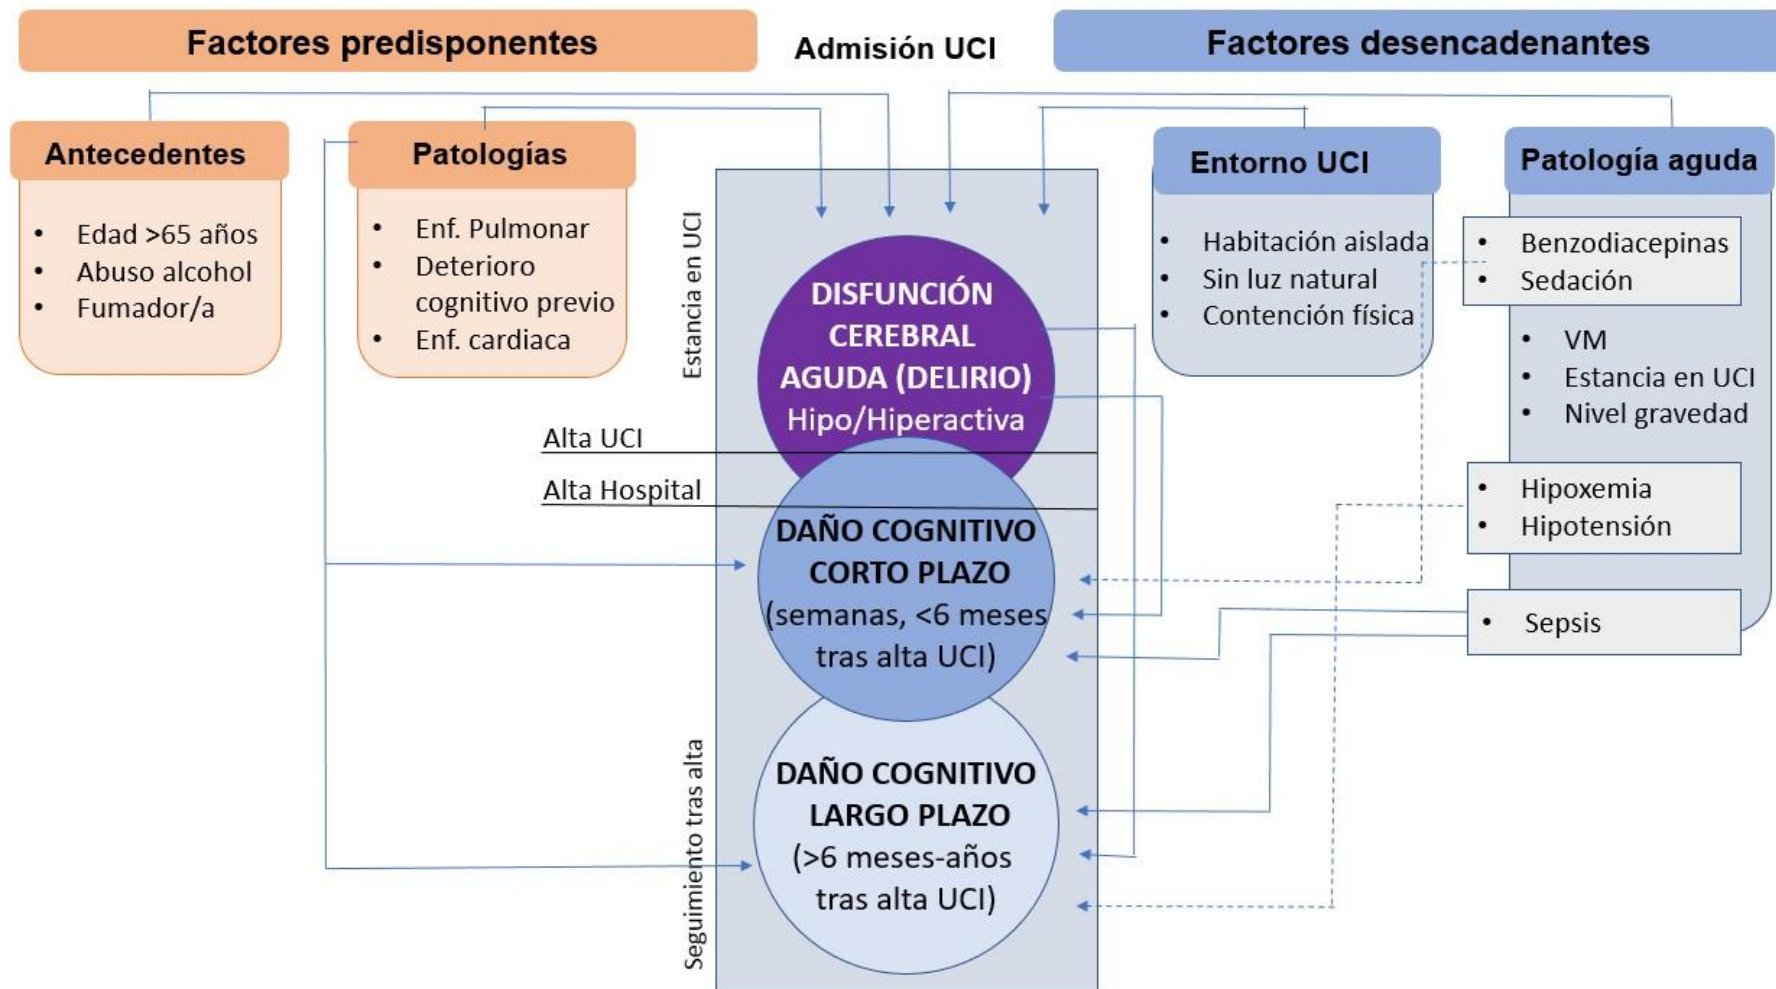 Factores predisponentes
Admisión UCI
Factores desencadenantes
Antecedentes
• Edad >65 años
• Abuso alcohol
• Fumador/a
Patologías
• Enf. Pulmonar
• Deterioro
cognitivo previo
• Enf. cardiaca
Entorno UCI
• Habitación aislada
• Sin luz natural
• Contención física
Patología aguda
• Benzodiacepinas
• Sedación
• VM
• Estancia en UCI
• Nivel gravedad
• Hipoxemia
• Hipotensión
• Sepsis
Estancia en UCI
DISFUNCIÓN
CEREBRAL
AGUDA (DELIRIO)
Hipo/Hiperactiva
Alta UCI
Alta Hospital
DAÑO COGNITIVO
CORTO PLAZO
(semanas, <6 meses
tras alta UCI)
Seguimiento tras alta
DAÑO COGNITIVO
LARGO PLAZO
(>6 meses-años
tras alta UCI)